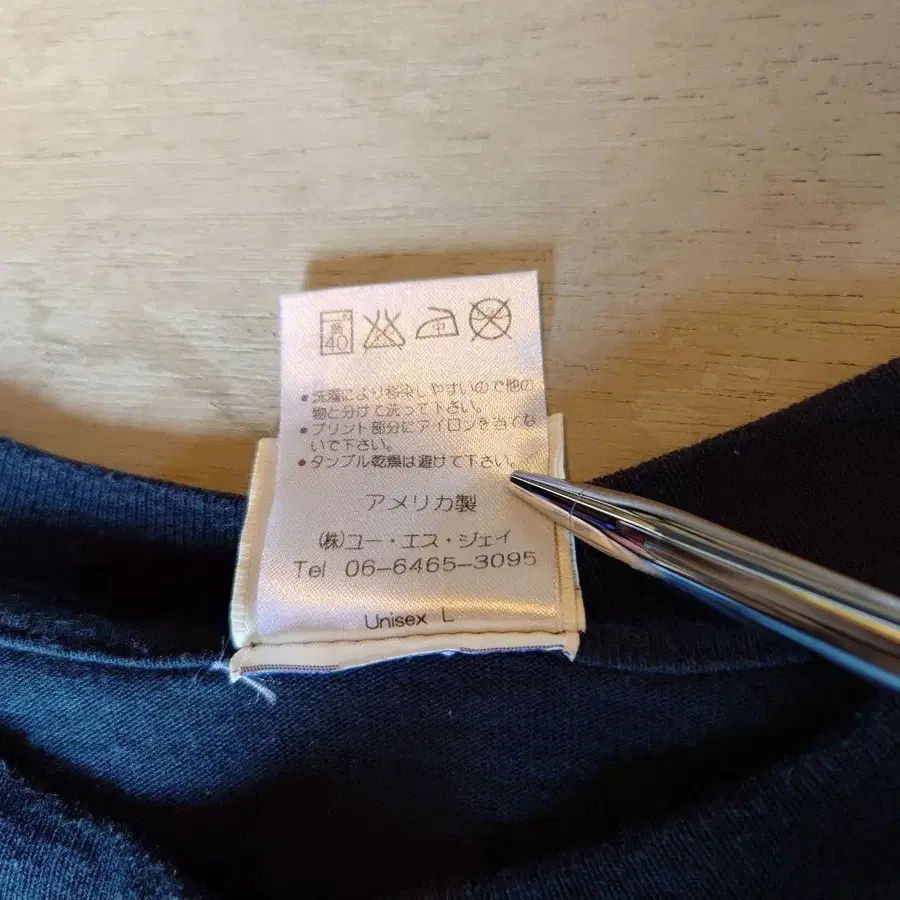 弱
40
中
• 洗濯により移染しやすいので他の
物と分けて洗って下さい。
• プリント部分にアイロンを当てな
いで下さい。
• タンブル乾燥は避けて下さい。
アメリカ製
(株)ユー・エス・ジェイ
Tel 06-6465-3095
Unisex L